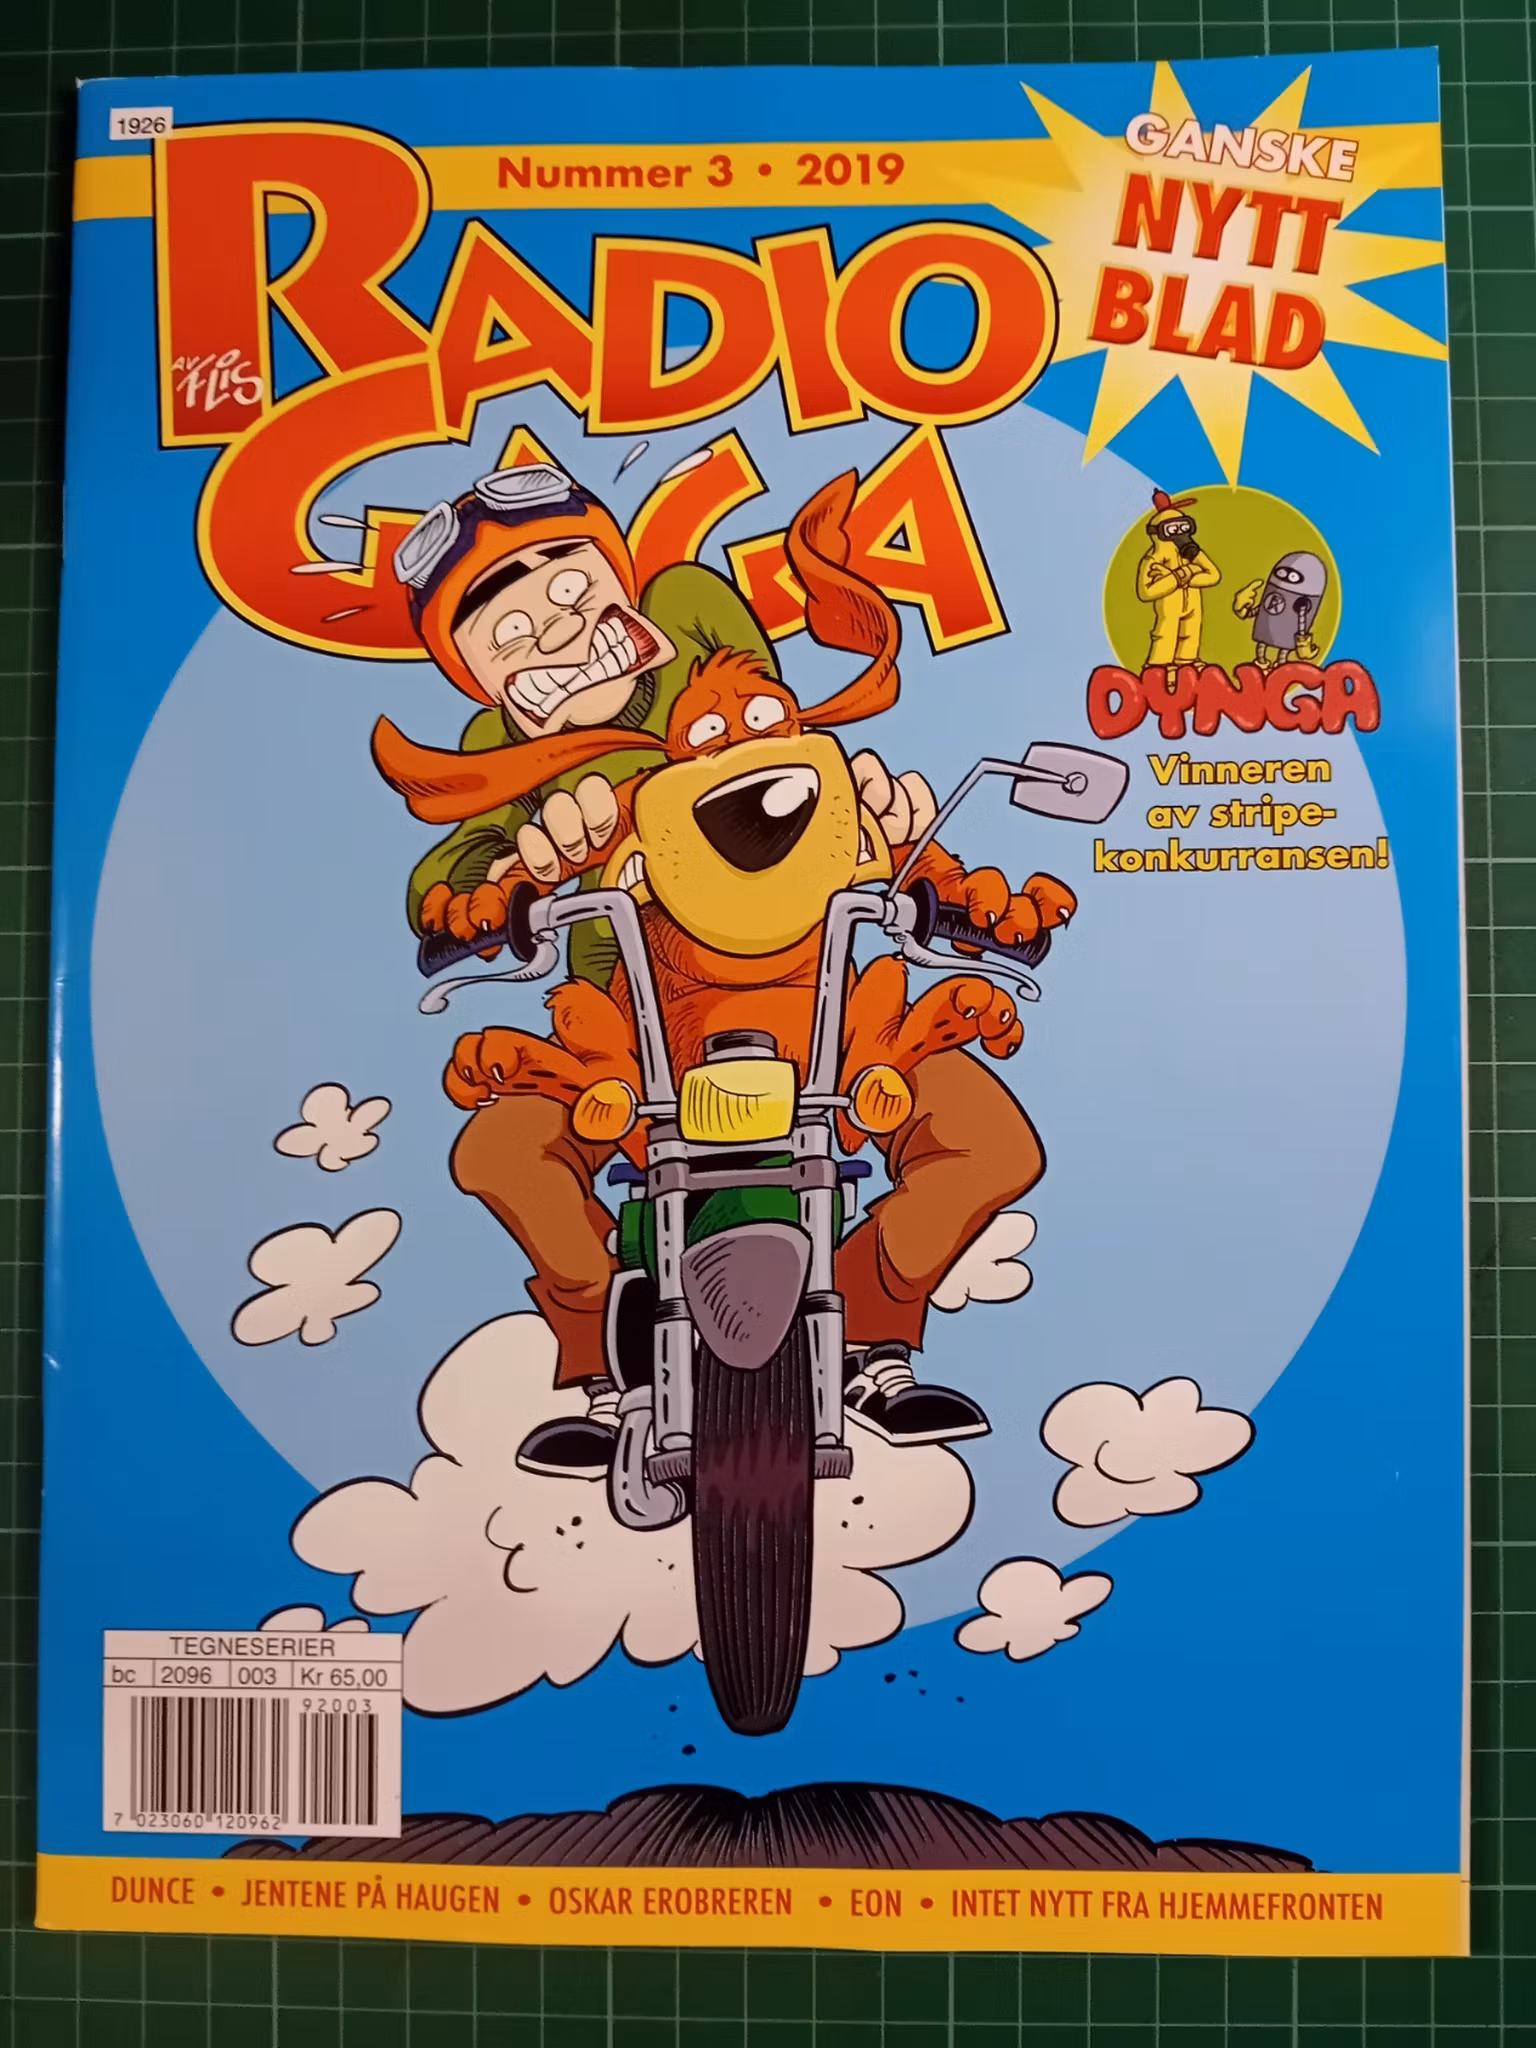 1926
Nummer 3 • 2019
GANSKE
NYTT
BLAD
RADIO
GAGA
AV FLIS
DYNGA
Vinneren
av stripe-
konkurransen!
TEGNESERIER
bc 2096 003 Kr 65,00
92003
7 023060 120962
DUNCE • JENTENE PÅ HAUGEN • OSKAR EROBREREN • EON • INTET NYTT FRA HJEMMEFRONTEN